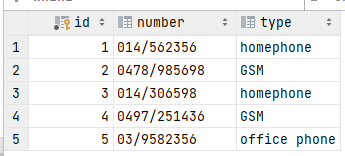 id number type
1 1 014/562356 homephone
2 2 0478/985698 GSM
3 3 014/306598 homephone
4 4 0497/251436 GSM
5 5 03/9582356 office phone